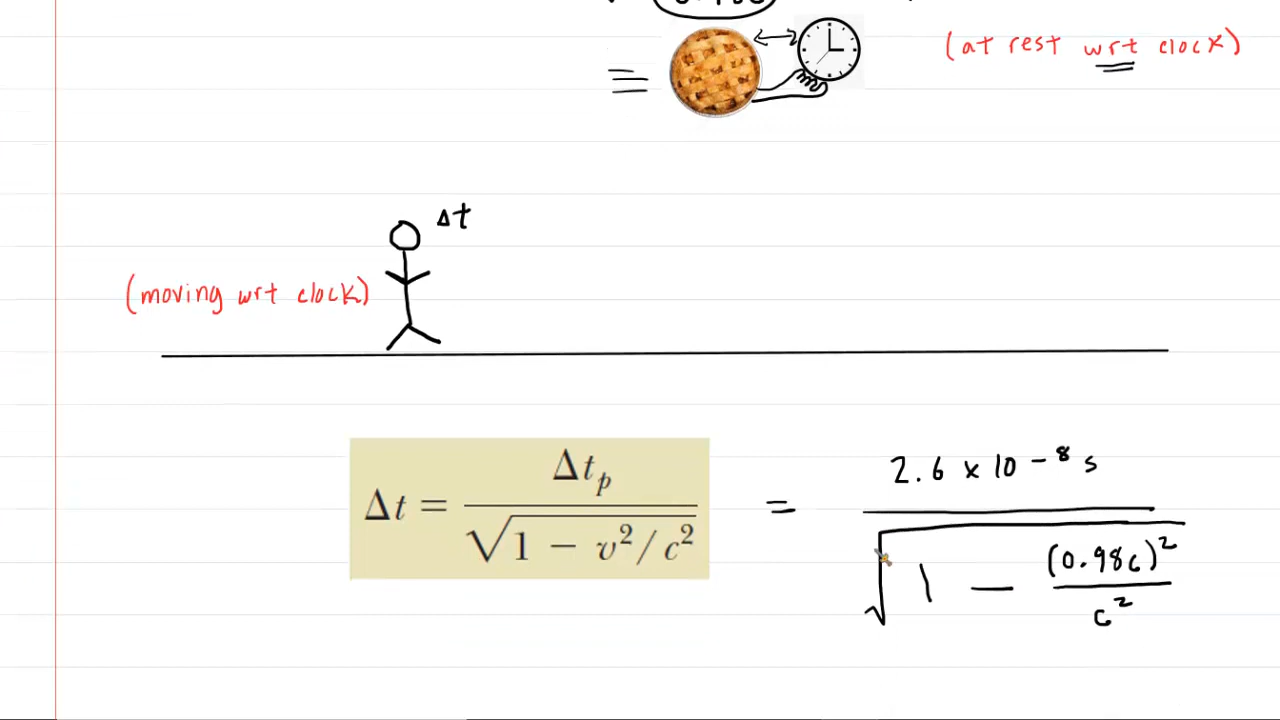 (at rest wrt clock)
Δt
(moving wrt clock)
Δt = Δtₚ / √(1 − v²/c²) = 2.6 x 10⁻⁸ s / √(1 − (0.98c)²/c²)